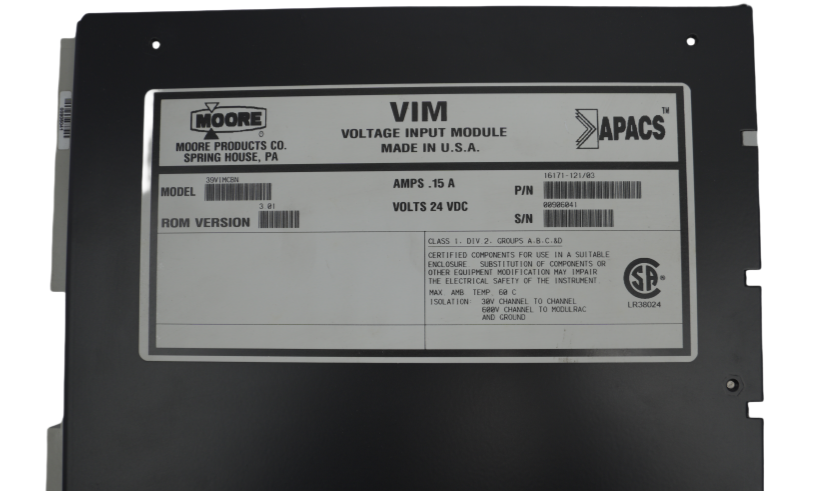 MOORE
MOORE PRODUCTS CO.
SPRING HOUSE, PA
VIM
VOLTAGE INPUT MODULE
MADE IN U.S.A.
APACS™
MODEL 39VIMCBN
ROM VERSION 3.01
AMPS .15 A
VOLTS 24 VDC
P/N 16171-121/03
S/N 00906041
CLASS 1, DIV 2, GROUPS A,B,C,&D
CERTIFIED COMPONENTS FOR USE IN A SUITABLE
ENCLOSURE. SUBSTITUTION OF COMPONENTS OR
OTHER EQUIPMENT MODIFICATION MAY IMPAIR
THE ELECTRICAL SAFETY OF THE INSTRUMENT
MAX. AMB. TEMP. 60 C
ISOLATION: 30V CHANNEL TO CHANNEL
600V CHANNEL TO MODULRAC
AND GROUND
SA ®
LR38024